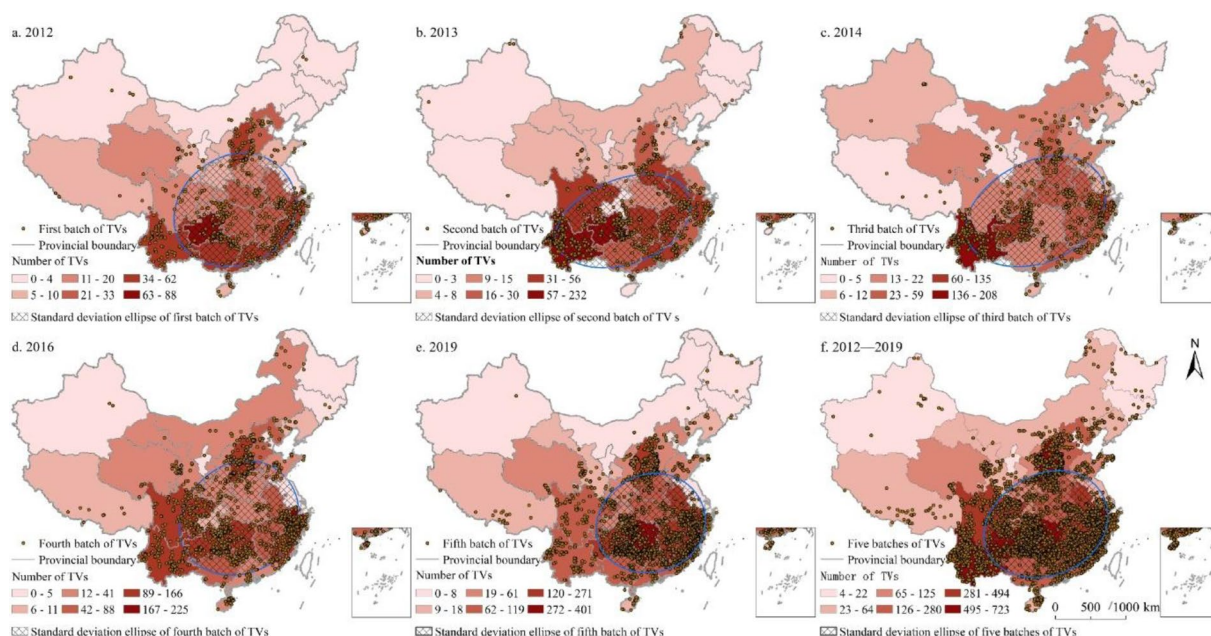 a. 2012
First batch of TVs
Provincial boundary
Number of TVs
0 - 4 11 - 20 34 - 62
5 - 10 21 - 33 63 - 88
Standard deviation ellipse of first batch of TVs
b. 2013
Second batch of TVs
Provincial boundary
Number of TVs
0 - 3 9 - 15 31 - 56
4 - 8 16 - 30 57 - 232
Standard deviation ellipse of second batch of TV s
c. 2014
Thrid batch of TVs
Provincial boundary
Number of TVs
0 - 5 13 - 22 60 - 135
6 - 12 23 - 59 136 - 208
Standard deviation ellipse of third batch of TVs
d. 2016
Fourth batch of TVs
Provincial boundary
Number of TVs
0 - 5 12 - 41 89 - 166
6 - 11 42 - 88 167 - 225
Standard deviation ellipse of fourth batch of TVs
e. 2019
Fifth batch of TVs
Provincial boundary
Number of TVs
0 - 8 19 - 61 120 - 271
9 - 18 62 - 119 272 - 401
Standard deviation ellipse of fifth batch of TVs
f. 2012—2019
N
Five batches of TVs
Provincial boundary
Number of TVs
4 - 22 65 - 125 281 - 494
23 - 64 126 - 280 495 - 723
0 500 1000 km
Standard deviation ellipse of five batches of TVs